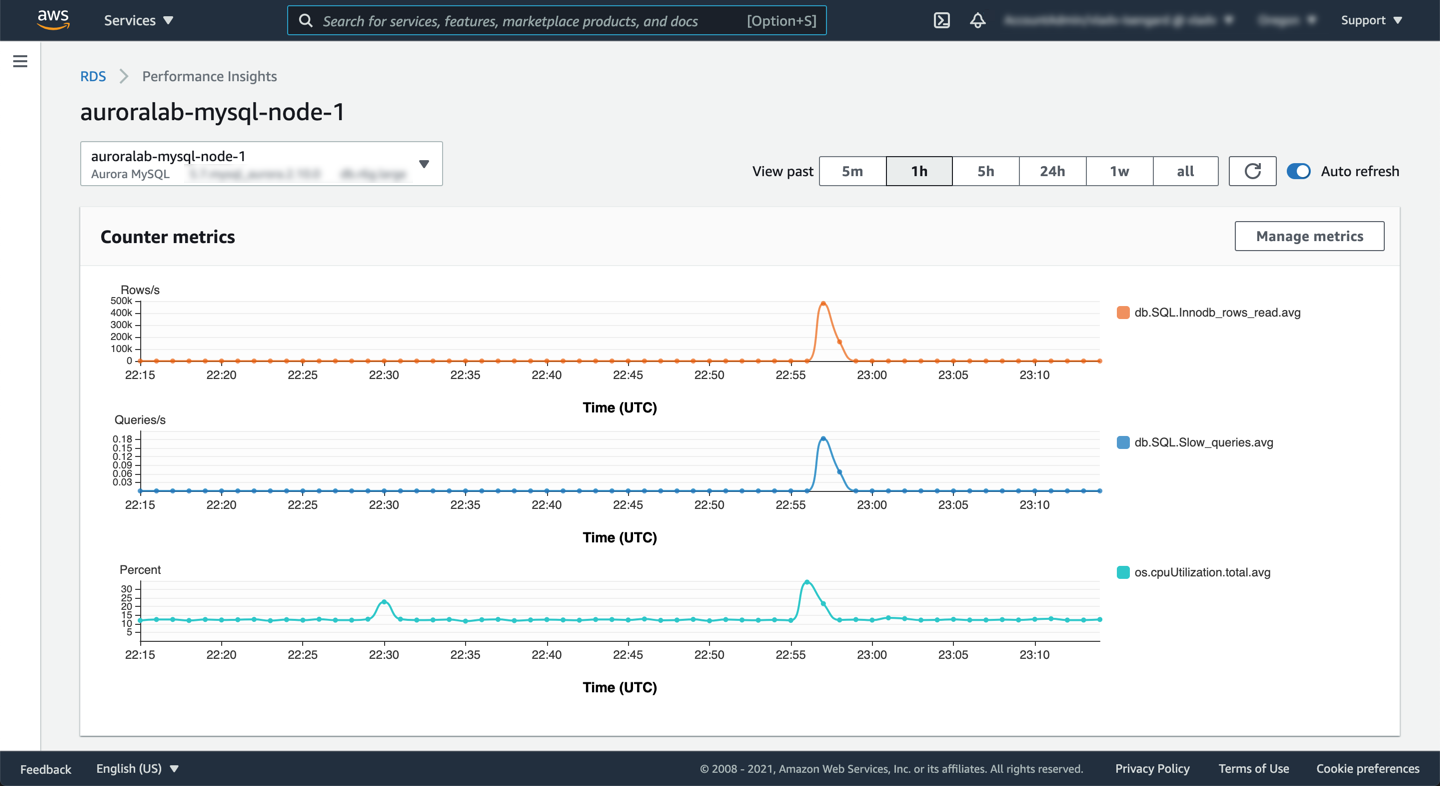 aws
Services
Search for services, features, marketplace products, and docs [Option+S]
Support
RDS Performance Insights
auroralab-mysql-node-1
auroralab-mysql-node-1
Aurora MySQL
View past 5m 1h 5h 24h 1w all Auto refresh
Counter metrics
Manage metrics
Rows/s
500k
400k
300k
200k
100k
0
22:15 22:20 22:25 22:30 22:35 22:40 22:45 22:50 22:55 23:00 23:05 23:10
Time (UTC)
db.SQL.Innodb_rows_read.avg
Queries/s
0.18
0.15
0.12
0.09
0.06
0.03
22:15 22:20 22:25 22:30 22:35 22:40 22:45 22:50 22:55 23:00 23:05 23:10
Time (UTC)
db.SQL.Slow_queries.avg
Percent
30
25
20
15
10
5
22:15 22:20 22:25 22:30 22:35 22:40 22:45 22:50 22:55 23:00 23:05 23:10
Time (UTC)
os.cpuUtilization.total.avg
Feedback English (US) © 2008 - 2021, Amazon Web Services, Inc. or its affiliates. All rights reserved. Privacy Policy Terms of Use Cookie preferences